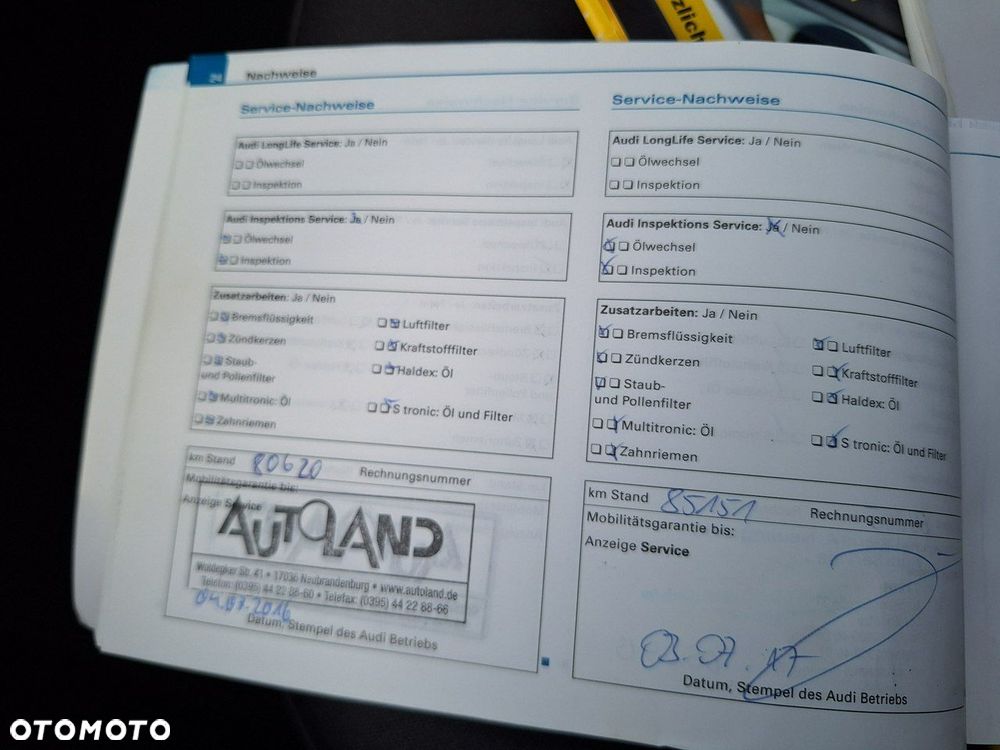 zlich
24 Nachweise
Service-Nachweise
Audi LongLife Service: Ja / Nein
Ölwechsel
Inspektion
Audi Inspektions Service: Ja / Nein
Ölwechsel
Inspektion
Zusatzarbeiten: Ja / Nein
Bremsflüssigkeit
Luftfilter
Zündkerzen
Kraftstofffilter
Staub-
und Pollenfilter
Haldex: Öl
Multitronic: Öl
S tronic: Öl und Filter
Zahnriemen
km Stand 80620
Rechnungsnummer
Mobilitätsgarantie bis:
Anzeige Service
AUTOLAND
Woldegker Str. 41 • 17036 Neubrandenburg • www.autoland.de
Telefon: (0395) 44 22 88-60 • Telefax: (0395) 44 22 88-66
04.07.2016
Datum, Stempel des Audi Betriebs
Service-Nachweise
Audi LongLife Service: Ja / Nein
Ölwechsel
Inspektion
Audi Inspektions Service: Ja / Nein
Ölwechsel
Inspektion
Zusatzarbeiten: Ja / Nein
Bremsflüssigkeit
Luftfilter
Zündkerzen
Kraftstofffilter
Staub-
und Pollenfilter
Haldex: Öl
Multitronic: Öl
S tronic: Öl und Filter
Zahnriemen
km Stand 85151
Rechnungsnummer
Mobilitätsgarantie bis:
Anzeige Service
03.07.17
Datum, Stempel des Audi Betriebs
OTOMOTO